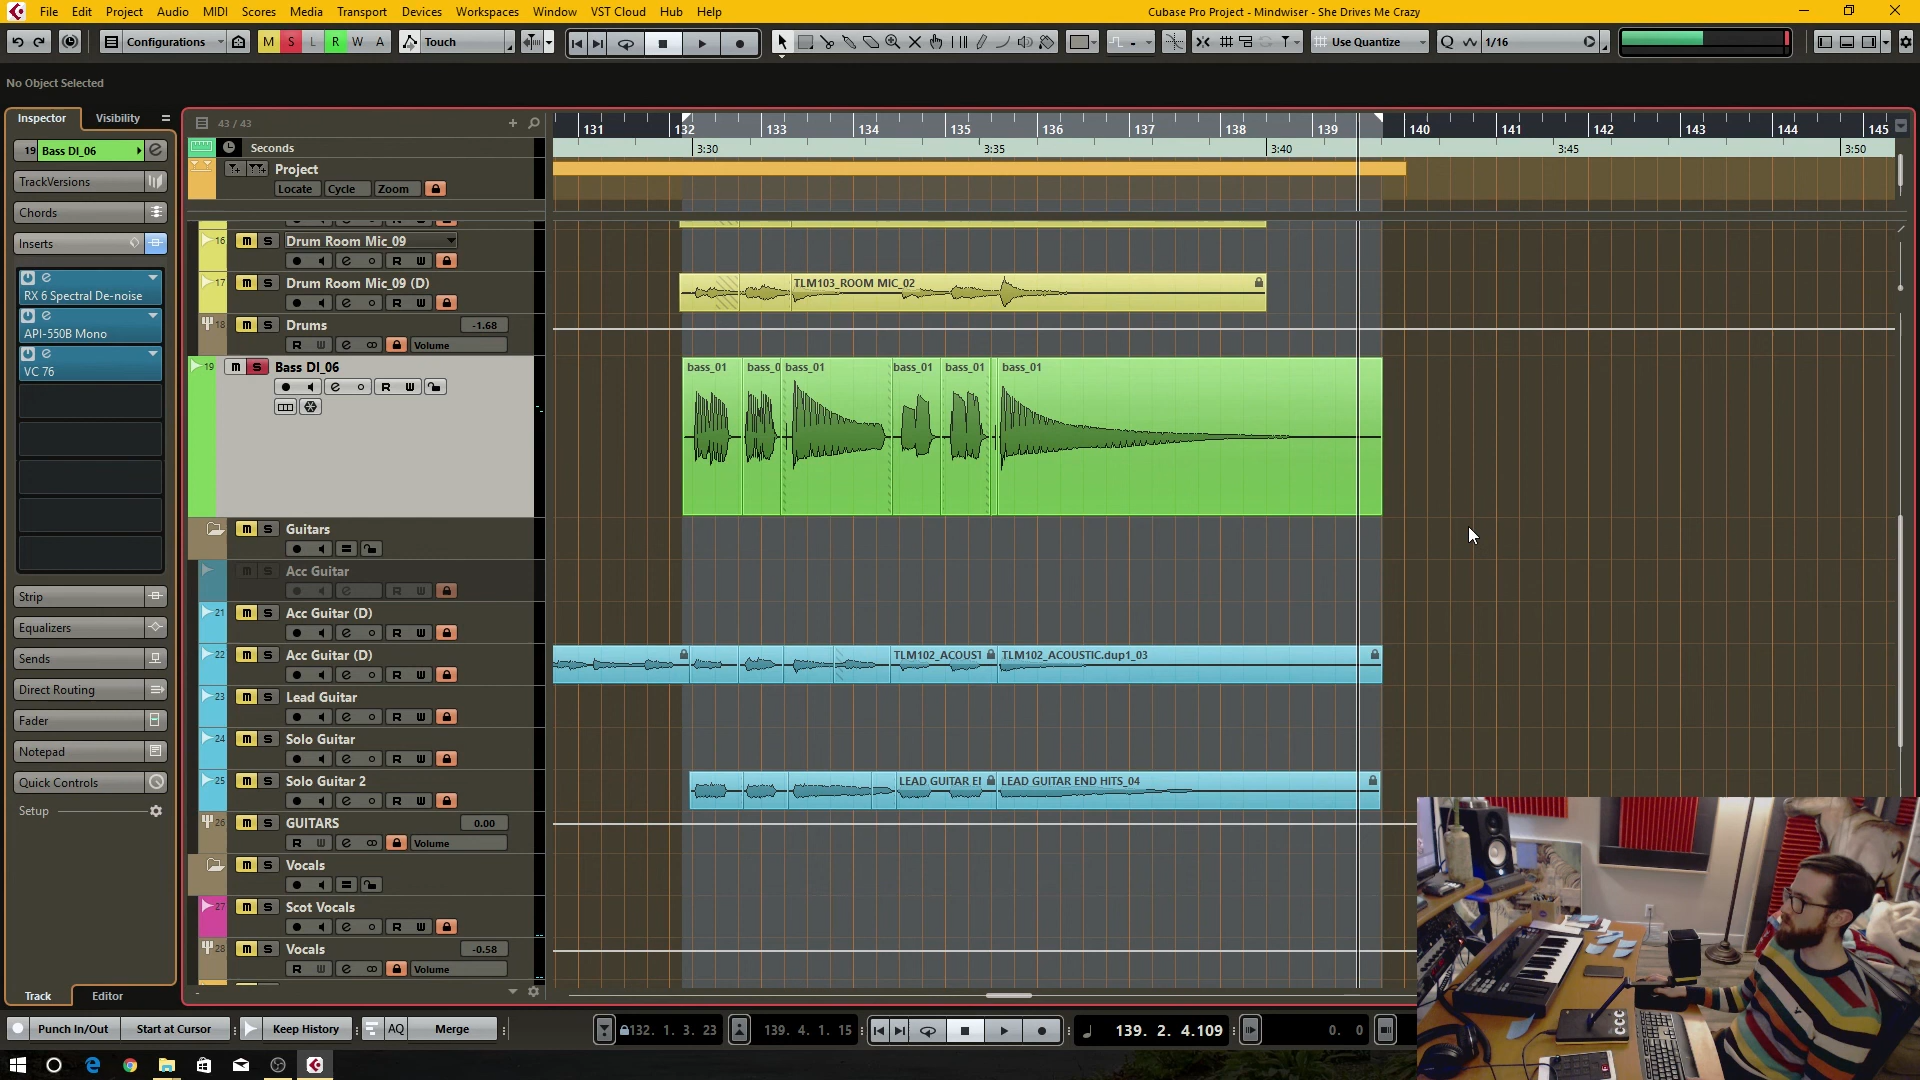 File Edit Project Audio MIDI Scores Media Transport Devices Workspaces Window VST Cloud Hub Help
Cubase Pro Project - Mindwiser - She Drives Me Crazy
Configurations M S L R W A Touch
Use Quantize Q 1/16
No Object Selected
Inspector Visibility
43 / 43
131 132 133 134 135 136 137 138 139 140 141 142 143 144 145
19 Bass DI_06
Seconds
3:30 3:35 3:40 3:45 3:50
TrackVersions
Project
Locate Cycle Zoom
Chords
Inserts
16 m S Drum Room Mic_09
R W
17 m S Drum Room Mic_09 (D)
R W
TLM103_ROOM MIC_02
RX 6 Spectral De-noise
API-550B Mono
VC 76
18 m S Drums -1.68
R W Volume
19 m S Bass DI_06
R W
bass_01 bass_0 bass_01 bass_01 bass_01 bass_01
m S Guitars
m S Acc Guitar
R W
21 m S Acc Guitar (D)
R W
22 m S Acc Guitar (D)
R W
TLM102_ACOUST TLM102_ACOUSTIC.dup1_03
23 m S Lead Guitar
R W
24 m S Solo Guitar
R W
25 m S Solo Guitar 2
R W
LEAD GUITAR EI LEAD GUITAR END HITS_04
26 m S GUITARS 0.00
R W Volume
m S Vocals
27 m S Scot Vocals
R W
28 m S Vocals -0.58
R W Volume
Strip
Equalizers
Sends
Direct Routing
Fader
Notepad
Quick Controls
Setup
Track Editor
Punch In/Out Start at Cursor Keep History AQ Merge
132. 1. 3. 23 139. 4. 1. 15 139. 2. 4.109 0. 0